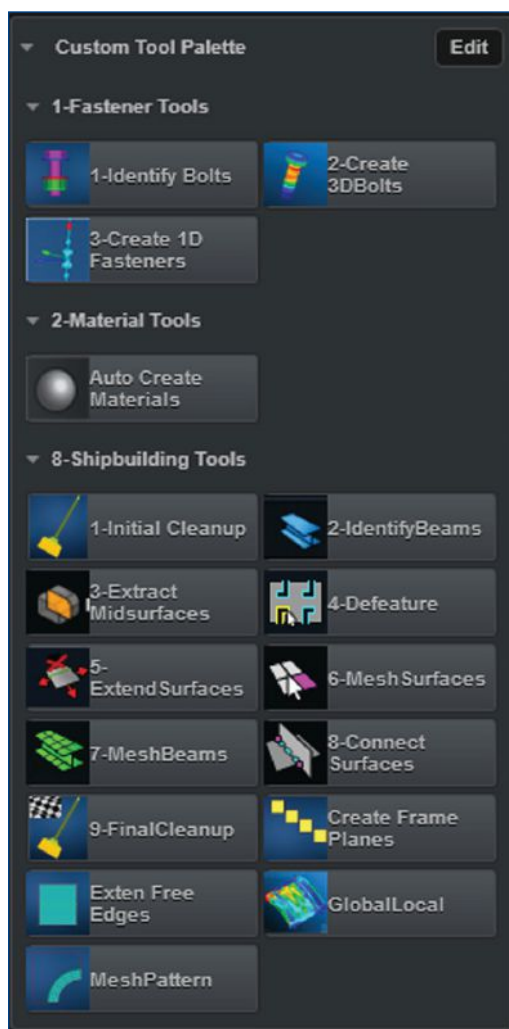 Custom Tool Palette
Edit
1-Fastener Tools
1-Identify Bolts
2-Create
3DBolts
3-Create 1D
Fasteners
2-Material Tools
Auto Create
Materials
8-Shipbuilding Tools
1-Initial Cleanup
2-IdentifyBeams
3-Extract
Midsurfaces
4-Defeature
5-
ExtendSurfaces
6-MeshSurfaces
7-MeshBeams
8-Connect
Surfaces
9-FinalCleanup
Create Frame
Planes
Exten Free
Edges
GlobalLocal
MeshPattern